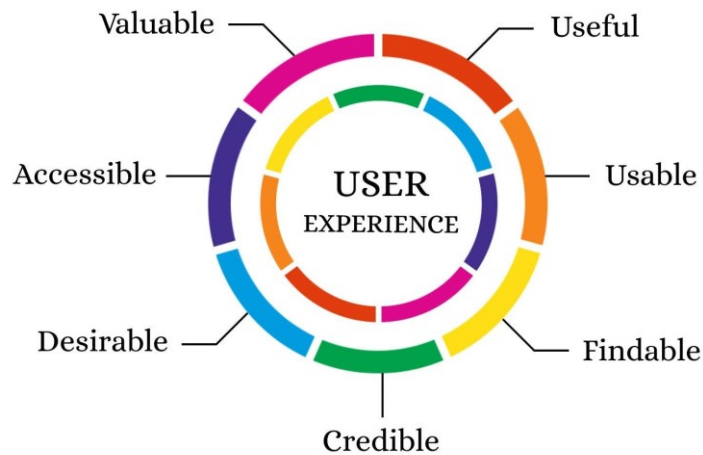 Valuable
Useful
Accessible
USER
EXPERIENCE
Usable
Desirable
Findable
Credible